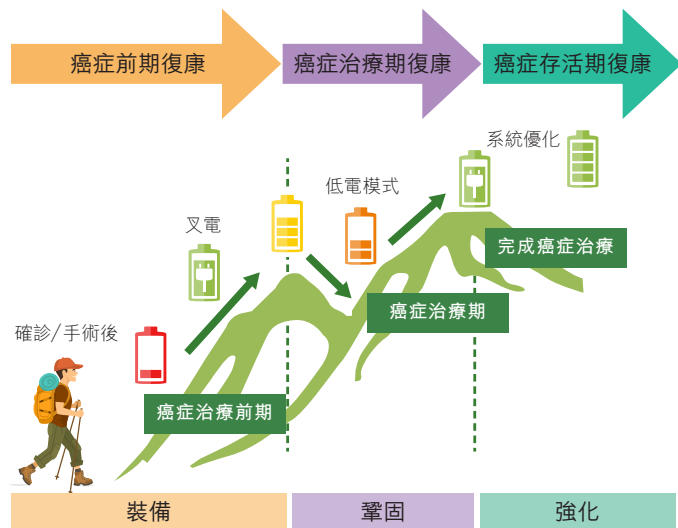 癌症前期復康
癌症治療期復康
癌症存活期復康
系統優化
低電模式
叉電
完成癌症治療
癌症治療期
確診/手術後
癌症治療前期
裝備
鞏固
強化